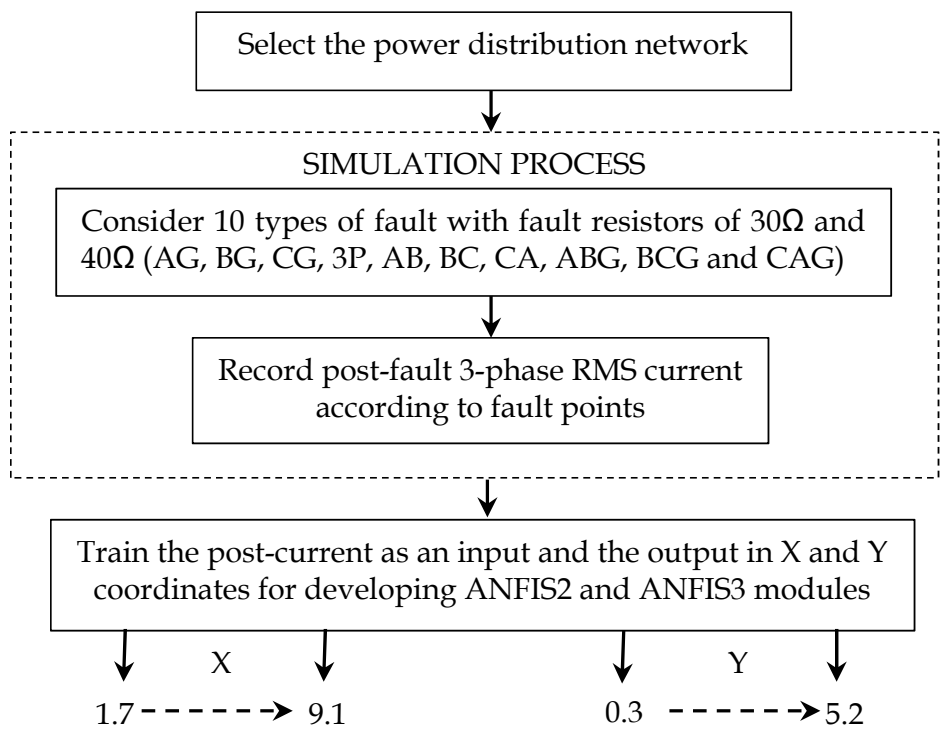 Select the power distribution network
SIMULATION PROCESS
Consider 10 types of fault with fault resistors of 30Ω and
40Ω (AG, BG, CG, 3P, AB, BC, CA, ABG, BCG and CAG)
Record post-fault 3-phase RMS current
according to fault points
Train the post-current as an input and the output in X and Y
coordinates for developing ANFIS2 and ANFIS3 modules
X Y
1.7 9.1 0.3 5.2